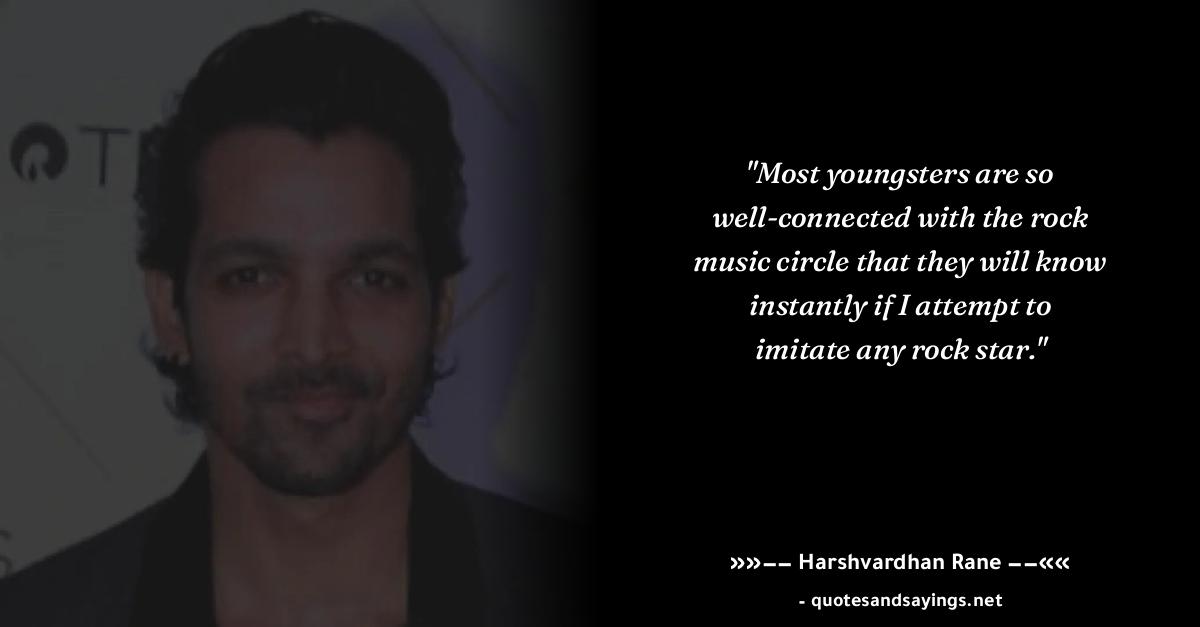 T
"Most youngsters are so
well-connected with the rock
music circle that they will know
instantly if I attempt to
imitate any rock star."
»»–– Harshvardhan Rane ––««
- quotesandsayings.net